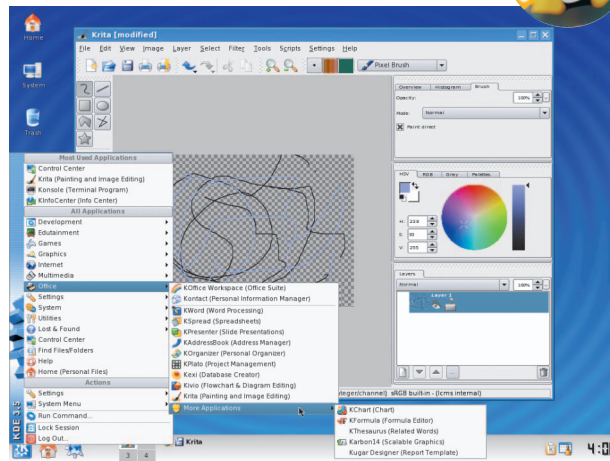 Home
System
Trash
Krita [modified]
File Edit View Image Layer Select Filter Tools Scripts Settings Help
Pixel Brush
Overview Histogram Brush
Opacity: 100%
Mode: Normal
Paint direct
HSV RGB Grey Palettes
H:
S:
V: 255
Layers
Normal 100%
Layer 1
Most Used Applications
Control Center
Krita (Painting and Image Editing)
Konsole (Terminal Program)
KInfoCenter (Info Center)
All Applications
Development
Edutainment
Games
Graphics
Internet
Multimedia
Office
Settings
System
Utilities
Lost & Found
Control Center
Find Files/Folders
Help
Home (Personal Files)
Actions
Settings
System Menu
Run Command...
Lock Session
Log Out...
KDE 3.5
KOffice Workspace (Office Suite)
Kontact (Personal Information Manager)
KWord (Word Processing)
KSpread (Spreadsheets)
KPresenter (Slide Presentations)
KAddressBook (Address Manager)
KOrganizer (Personal Organizer)
KPlato (Project Management)
Kexi (Database Creator)
Kivio (Flowchart & Diagram Editing)
Krita (Painting and Image Editing)
More Applications
KChart (Chart)
KFormula (Formula Editor)
KThesaurus (Related Words)
Karbon14 (Scalable Graphics)
Kugar Designer (Report Template)
nteger/channel) sRGB built-in - (lcms internal)
3 4
Krita